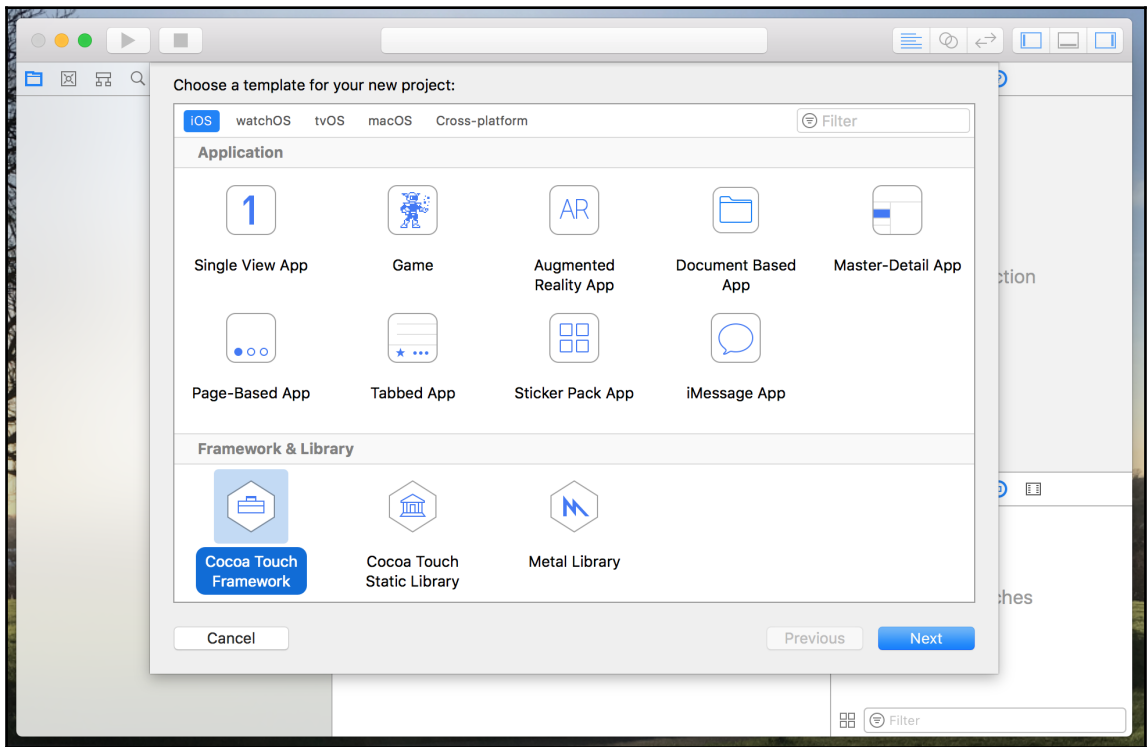 Choose a template for your new project:
iOS watchOS tvOS macOS Cross-platform Filter
Application
1 AR
Single View App Game Augmented Reality App Document Based App Master-Detail App
Page-Based App Tabbed App Sticker Pack App iMessage App
Framework & Library
Cocoa Touch Framework Cocoa Touch Static Library Metal Library
Cancel Previous Next
Filter